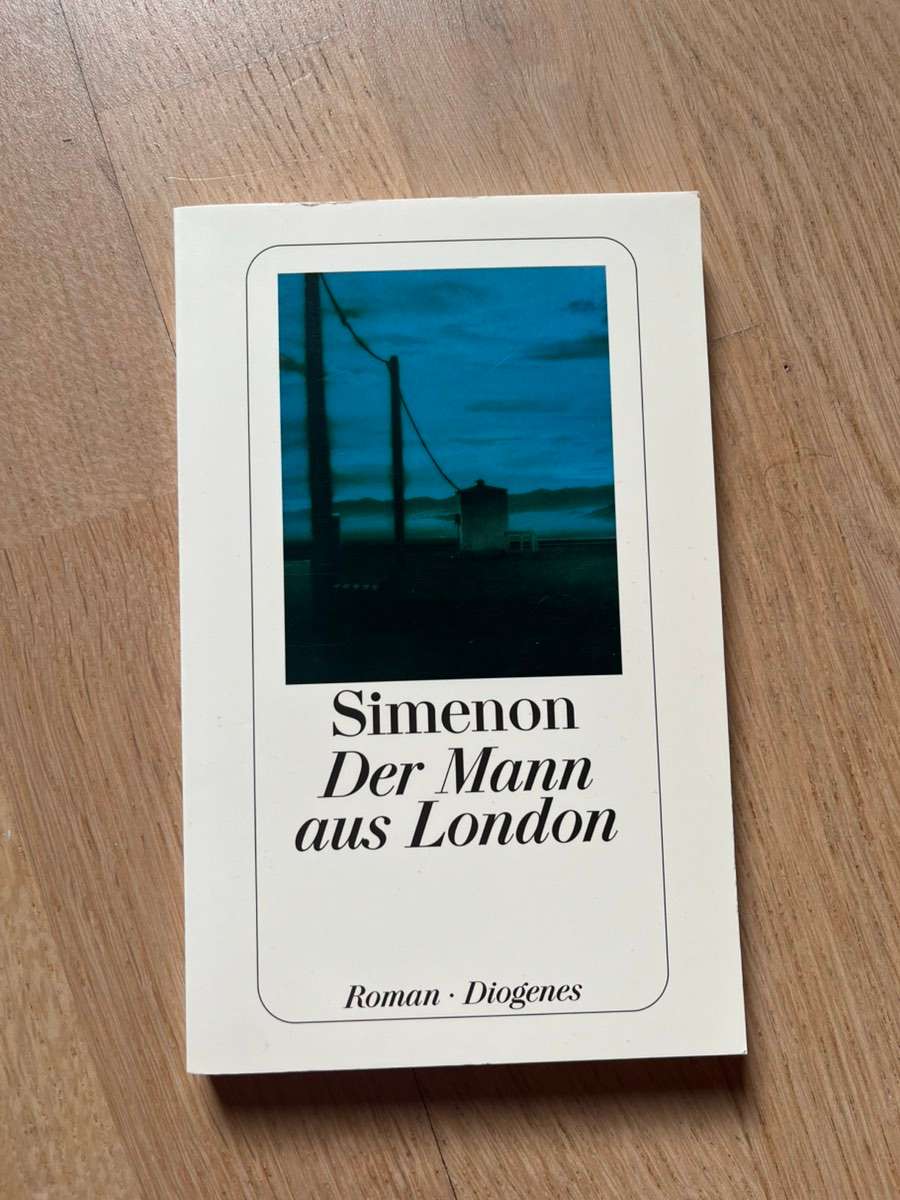 Simenon
Der Mann
aus London
Roman · Diogenes